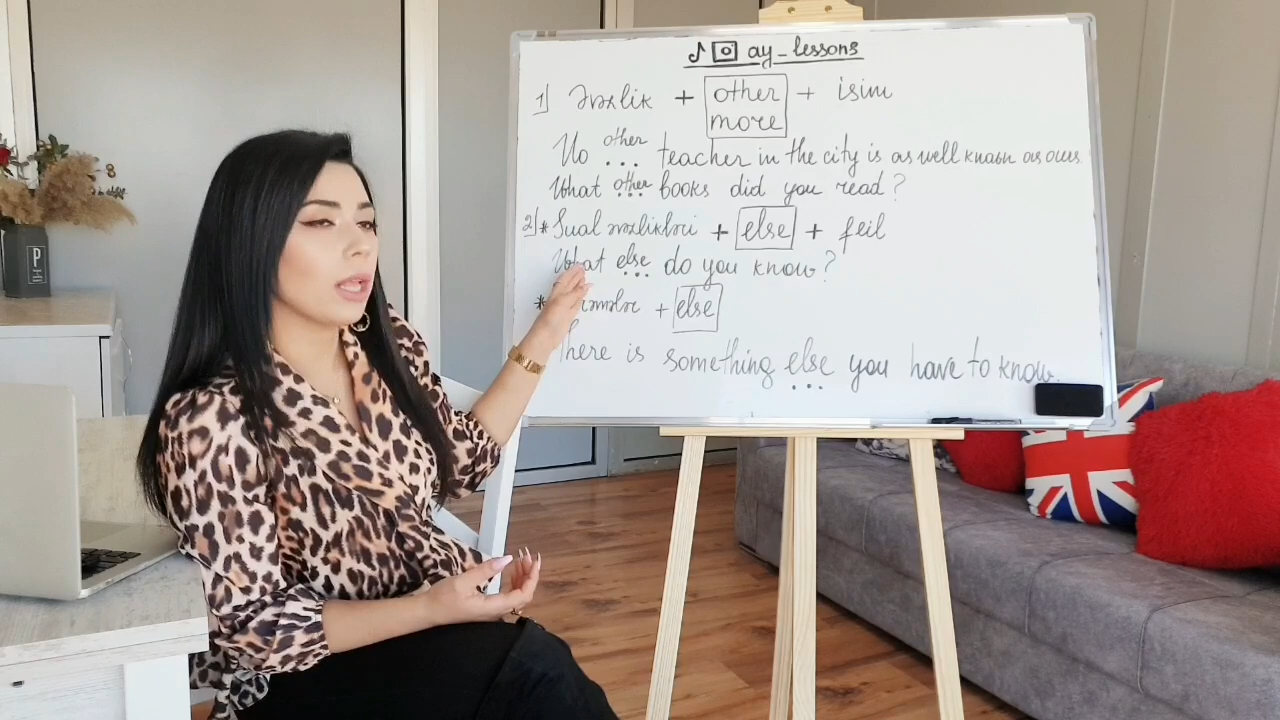 ay_lessons
1) Əvəzlik + other + isim
more
No other ... teacher in the city is as well known as ours.
What other ... books did you read?
2) * Sual əvəzlikləri + else + feil
What else ... do you know?
* + else
There is something else ... you have to know.
P